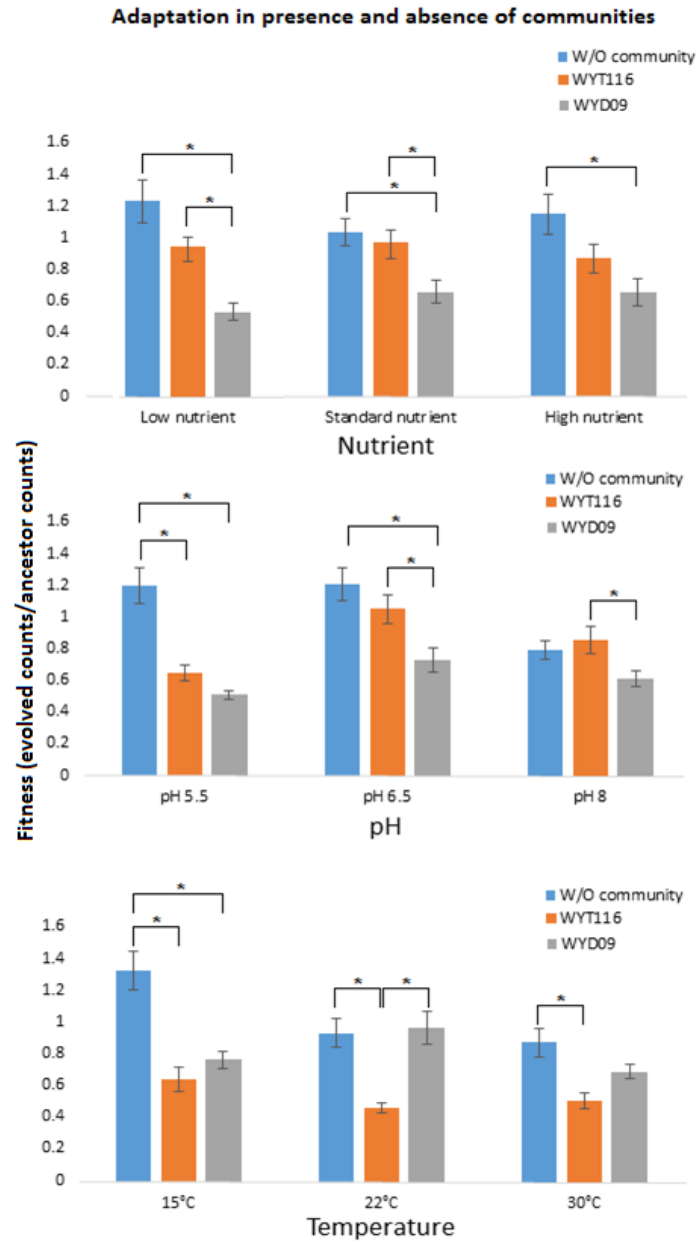 Adaptation in presence and absence of communities
W/O community
WYT116
WYD09
1.6
1.4
1.2
1
0.8
0.6
0.4
0.2
0
*
*
*
*
*
Low nutrient
Standard nutrient
High nutrient
Nutrient
Fitness (evolved counts/ancestor counts)
W/O community
WYT116
WYD09
1.6
1.4
1.2
1
0.8
0.6
0.4
0.2
0
*
*
*
*
*
pH 5.5
pH 6.5
pH 8
pH
W/O community
WYT116
WYD09
1.6
1.4
1.2
1
0.8
0.6
0.4
0.2
0
*
*
*
*
*
15°C
22°C
30°C
Temperature